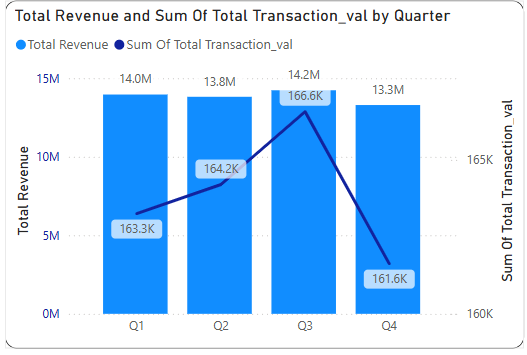 Total Revenue and Sum Of Total Transaction_val by Quarter
Total Revenue Sum Of Total Transaction_val
15M
14.0M
13.8M
14.2M
13.3M
166.6K
10M
164.2K
165K
5M
163.3K
161.6K
0M
160K
Q1 Q2 Q3 Q4
Total Revenue
Sum Of Total Transaction_val